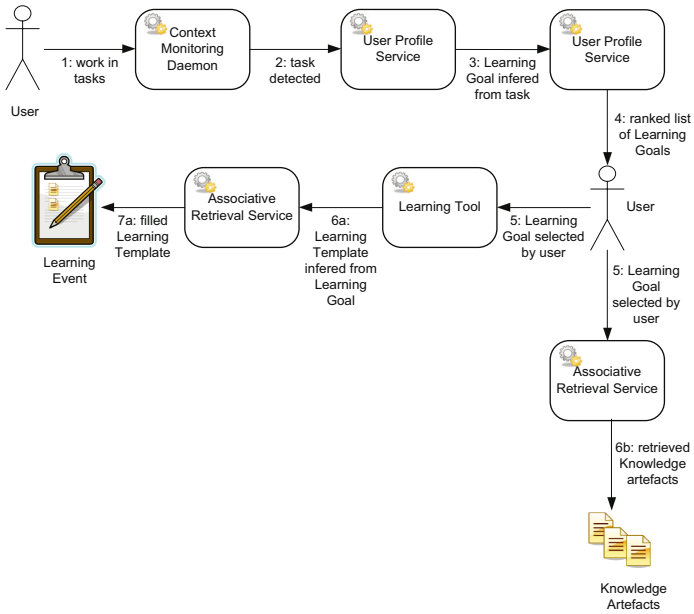 User
1: work in
tasks
Context
Monitoring
Daemon
2: task
detected
User Profile
Service
3: Learning
Goal infered
from task
User Profile
Service
4: ranked list
of Learning
Goals
User
5: Learning
Goal selected
by user
Learning Tool
6a:
Learning
Template
infered from
Learning
Goal
Associative
Retrieval Service
7a: filled
Learning
Template
Learning
Event
5: Learning
Goal
selected by
user
Associative
Retrieval Service
6b: retrieved
Knowledge
artefacts
Knowledge
Artefacts